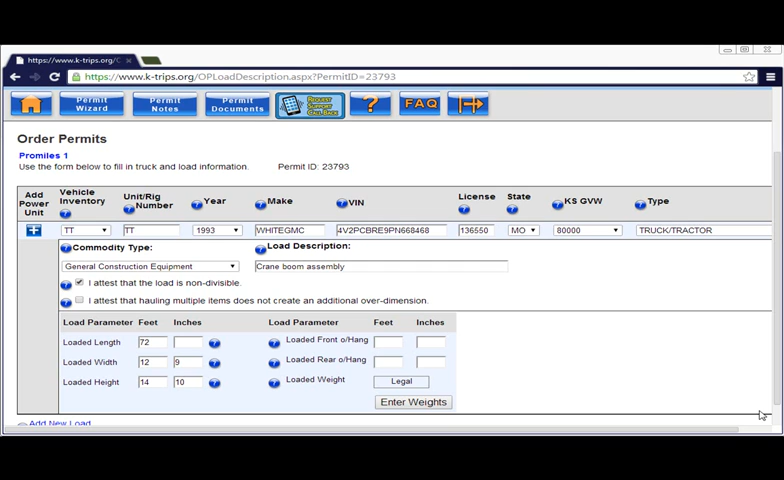 https://www.k-trips.org/C
https://www.k-trips.org/OPLoadDescription.aspx?PermitID=23793
Permit Wizard
Permit Notes
Permit Documents
REQUEST SUPPORT CALL BACK
?
FAQ
Order Permits
Promiles 1
Use the form below to fill in truck and load information. Permit ID: 23793
Add Power Unit Vehicle Inventory Unit/Rig Number Year Make VIN License State KS GVW Type
TT TT 1993 WHITEGMC 4V2PCBRE9PN668468 136550 MO 80000 TRUCK/TRACTOR
Commodity Type: Load Description:
General Construction Equipment Crane boom assembly
I attest that the load is non-divisible.
I attest that hauling multiple items does not create an additional over-dimension.
Load Parameter Feet Inches Load Parameter Feet Inches
Loaded Length 72 Loaded Front o/Hang
Loaded Width 12 9 Loaded Rear o/Hang
Loaded Height 14 10 Loaded Weight Legal
Enter Weights
Add New Load